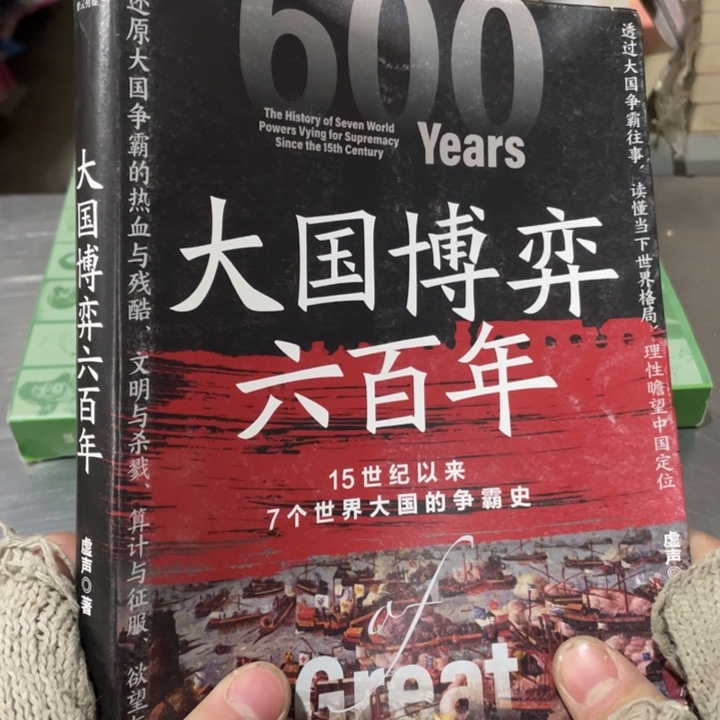 大国博弈六百年
虚声◎著
还原大国争霸的热血与残酷、文明与杀戮、算计与征服、欲望与
600
Years
The History of Seven World
Powers Vying for Supremacy
Since the 15th Century
大国博弈
六百年
15世纪以来
7个世界大国的争霸史
of
Great
透过大国争霸往事，读懂当下世界格局，理性瞻望中国定位
虚声◎